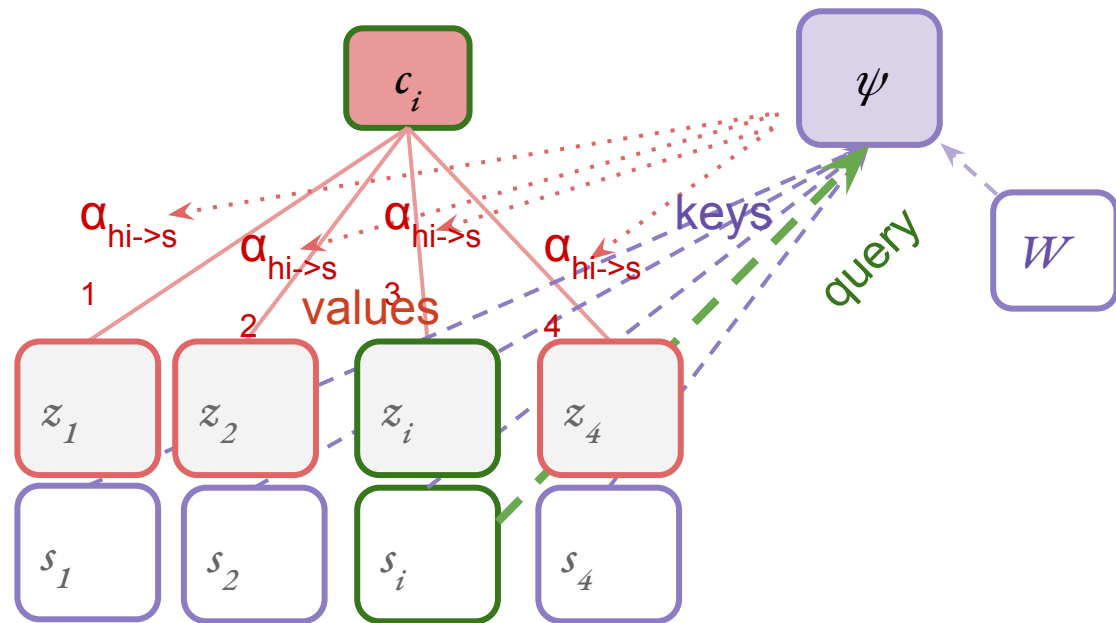 c_i
ψ
α_hi->s
1
α_hi->s
2
α_hi->s
3
α_hi->s
4
keys
query
W
values
z_1
z_2
z_i
z_4
s_1
s_2
s_i
s_4